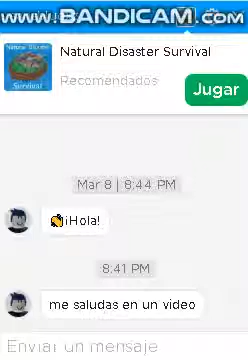 www.BANDICAM.com
Natural Disaster
Survival
Natural Disaster Survival
Recomendados
Jugar
Mar 8 | 8:44 PM
👏¡Hola!
8:41 PM
me saludas en un video
Enviar un mensaje